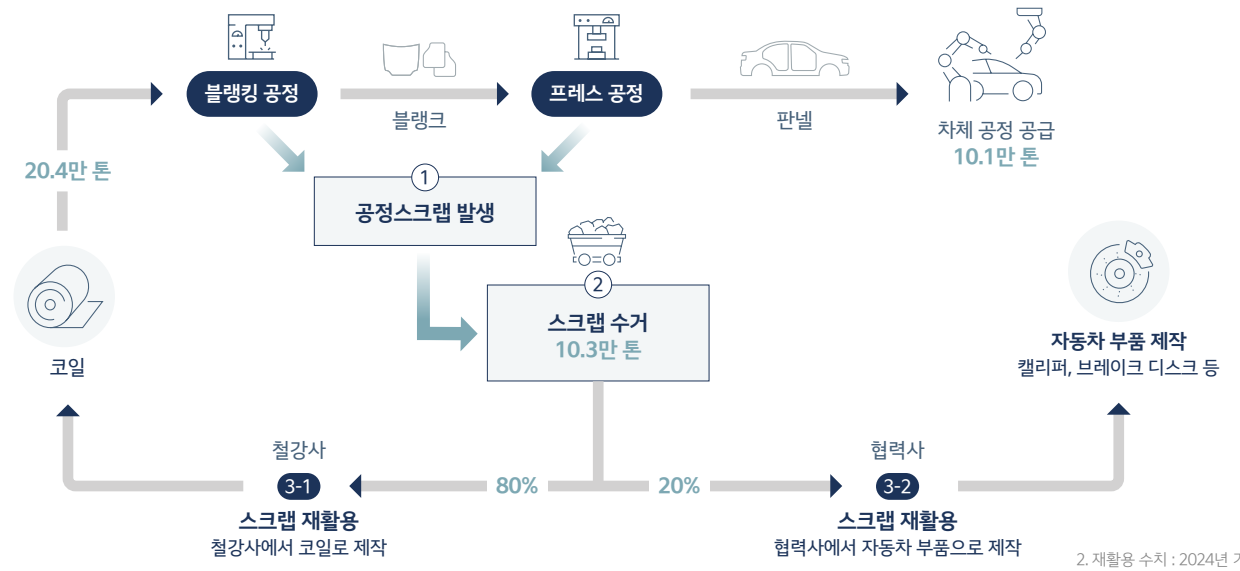 블랭킹 공정
프레스 공정
블랭크
판넬
차체 공정 공급
10.1만 톤
20.4만 톤
1
공정스크랩 발생
2
스크랩 수거
10.3만 톤
코일
자동차 부품 제작
캘리퍼, 브레이크 디스크 등
철강사
협력사
3-1
80%
20%
3-2
스크랩 재활용
철강사에서 코일로 제작
스크랩 재활용
협력사에서 자동차 부품으로 제작
2. 재활용 수치 : 2024년